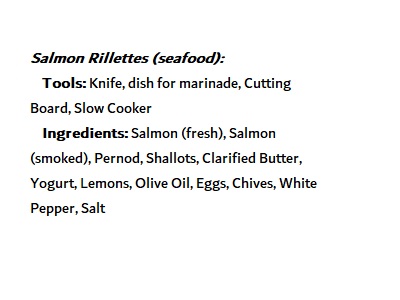 Salmon Rillettes (seafood):
Tools: Knife, dish for marinade, Cutting
Board, Slow Cooker
Ingredients: Salmon (fresh), Salmon
(smoked), Pernod, Shallots, Clarified Butter,
Yogurt, Lemons, Olive Oil, Eggs, Chives, White
Pepper, Salt